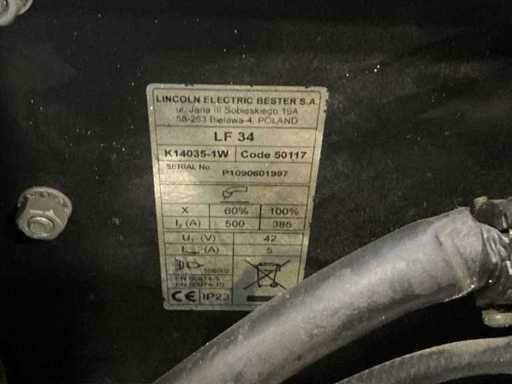 LINCOLN ELECTRIC BESTER S.A.
ul. Jana III Sobieskiego 19A
58-263 Bielawa 4, POLAND
LF 34
K14035-1W Code 50117
SERIAL No. P1090601997
X 60% 100%
I₂ (A) 500 385
U₁ (V) 42
(A) 5
CE IP23